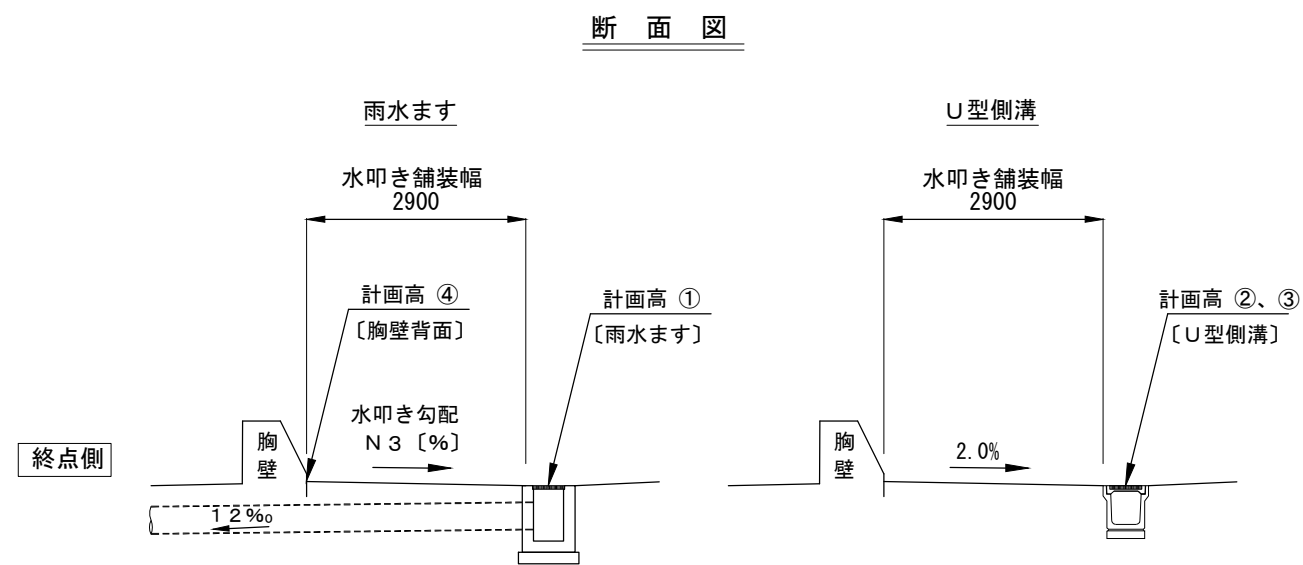 断面図
雨水ます
水叩き舗装幅
2900
計画高 ④
〔胸壁背面〕
計画高 ①
〔雨水ます〕
水叩き勾配
Ｎ３〔%〕
胸壁
終点側
１２‰
Ｕ型側溝
水叩き舗装幅
2900
計画高 ②、③
〔Ｕ型側溝〕
胸壁
2.0%